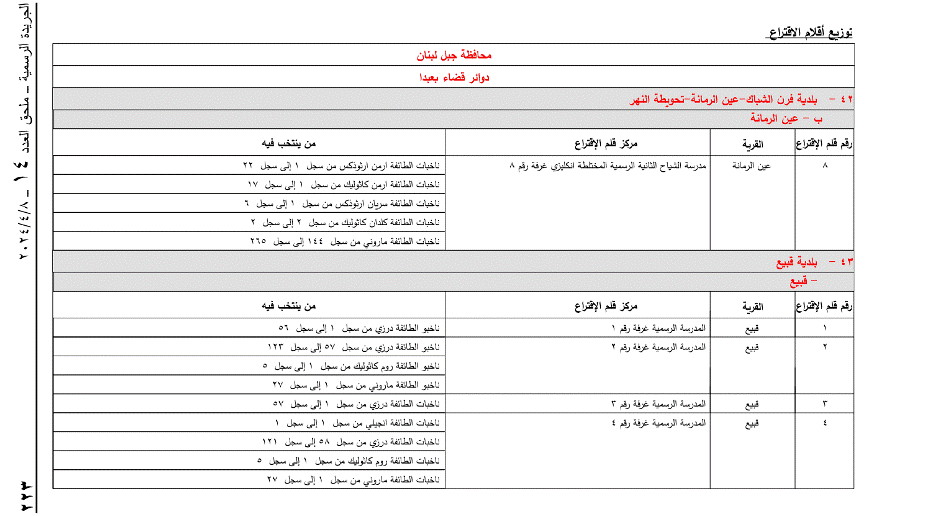 الجريدة الرسمية – ملحق العدد ١٤ – ٢٠٢٤/٤/٨
توزيع أقلام الإقتراع
محافظة جبل لبنان
دوائر قضاء بعبدا
٤٢ – بلدية فرن الشباك–عين الرمانة–تحويطة النهر
ب – عين الرمانة
رقم قلم الإقتراع القرية مركز قلم الإقتراع من ينتخب فيه
٨ عين الرمانة مدرسة الشياح الثانية الرسمية المختلطة انكليزي غرفة رقم ٨ ناخبات الطائفة ارمن ارثوذكس من سجل ١ إلى سجل ٢٢
ناخبات الطائفة ارمن كاثوليك من سجل ١ إلى سجل ١٧
ناخبات الطائفة سريان ارثوذكس من سجل ١ إلى سجل ٦
ناخبات الطائفة كلدان كاثوليك من سجل ٢ إلى سجل ٢
ناخبات الطائفة ماروني من سجل ١٤٤ إلى سجل ٢٦٥
٤٣ – بلدية قبيع
– قبيع
رقم قلم الإقتراع القرية مركز قلم الإقتراع من ينتخب فيه
١ قبيع المدرسة الرسمية غرفة رقم ١ ناخبو الطائفة درزي من سجل ١ إلى سجل ٥٦
٢ قبيع المدرسة الرسمية غرفة رقم ٢ ناخبو الطائفة درزي من سجل ٥٧ إلى سجل ١٢٣
ناخبو الطائفة روم كاثوليك من سجل ١ إلى سجل ٥
ناخبو الطائفة ماروني من سجل ١ إلى سجل ٢٧
٣ قبيع المدرسة الرسمية غرفة رقم ٣ ناخبات الطائفة درزي من سجل ١ إلى سجل ٥٧
٤ قبيع المدرسة الرسمية غرفة رقم ٤ ناخبات الطائفة انجيلي من سجل ١ إلى سجل ١
ناخبات الطائفة درزي من سجل ٥٨ إلى سجل ١٢١
ناخبات الطائفة روم كاثوليك من سجل ١ إلى سجل ٥
ناخبات الطائفة ماروني من سجل ١ إلى سجل ٢٧
٢٢٣